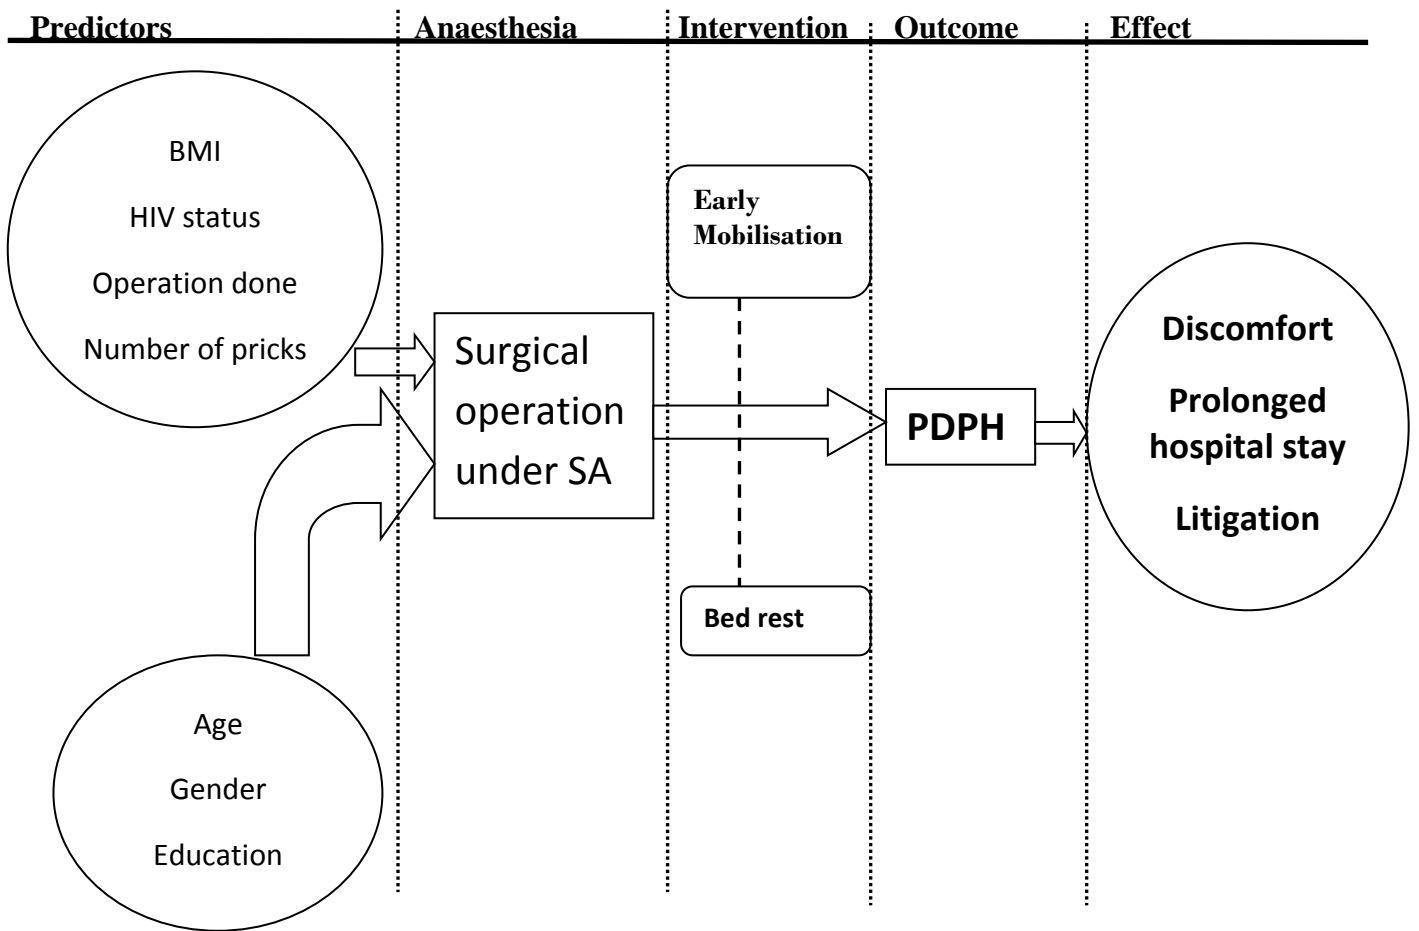 Predictors
Anaesthesia
Intervention
Outcome
Effect
BMI
HIV status
Operation done
Number of pricks
Age
Gender
Education
Surgical
operation
under SA
Early
Mobilisation
Bed rest
PDPH
Discomfort
Prolonged
hospital stay
Litigation